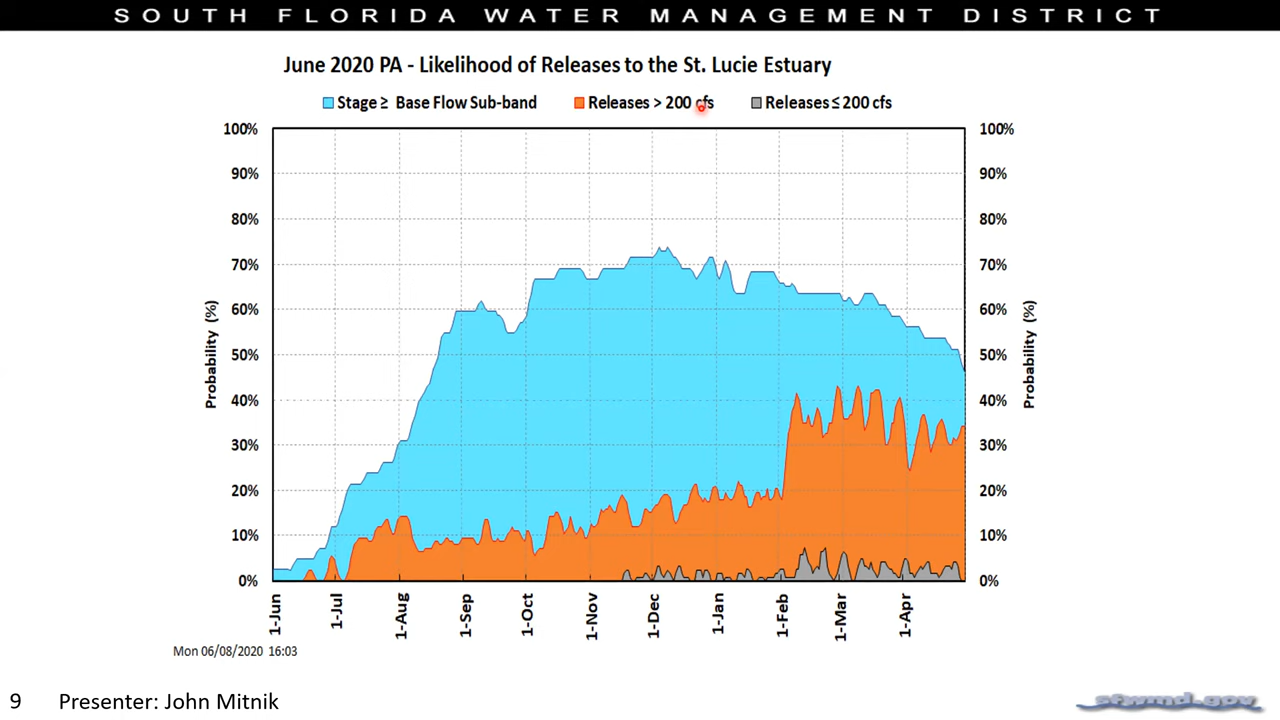 SOUTH FLORIDA WATER MANAGEMENT DISTRICT
June 2020 PA - Likelihood of Releases to the St. Lucie Estuary
Stage ≥ Base Flow Sub-band Releases > 200 cfs Releases ≤ 200 cfs
100% 100%
90% 90%
80% 80%
70% 70%
60% 60%
50% 50%
40% 40%
30% 30%
20% 20%
10% 10%
0% 0%
Probability (%)
Probability (%)
1-Jun 1-Jul 1-Aug 1-Sep 1-Oct 1-Nov 1-Dec 1-Jan 1-Feb 1-Mar 1-Apr
Mon 06/08/2020 16:03
9 Presenter: John Mitnik
sfwmd.gov